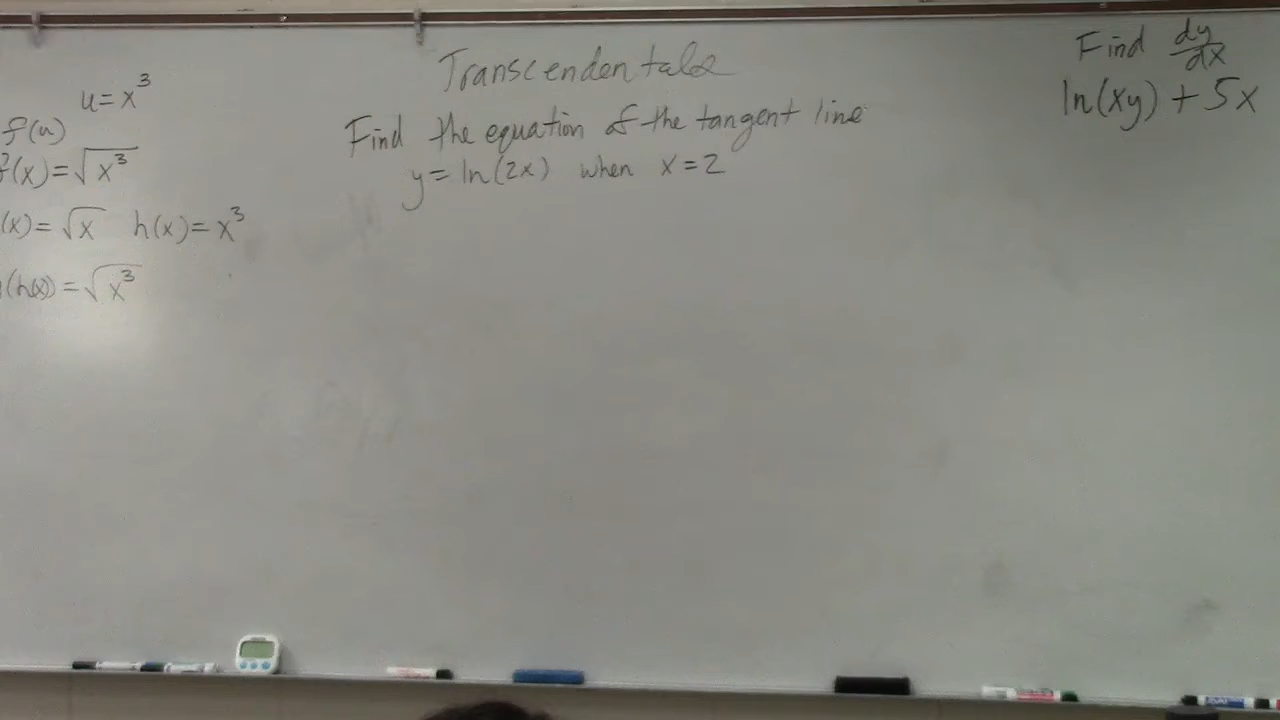 u=x³
f(u)
(x)=√x³
(x)=√x h(x)=x³
(h(x))=√x³
Transcendentals
Find the equation of the tangent line
y=ln(2x) when x=2
Find dy/dx
ln(xy)+5x